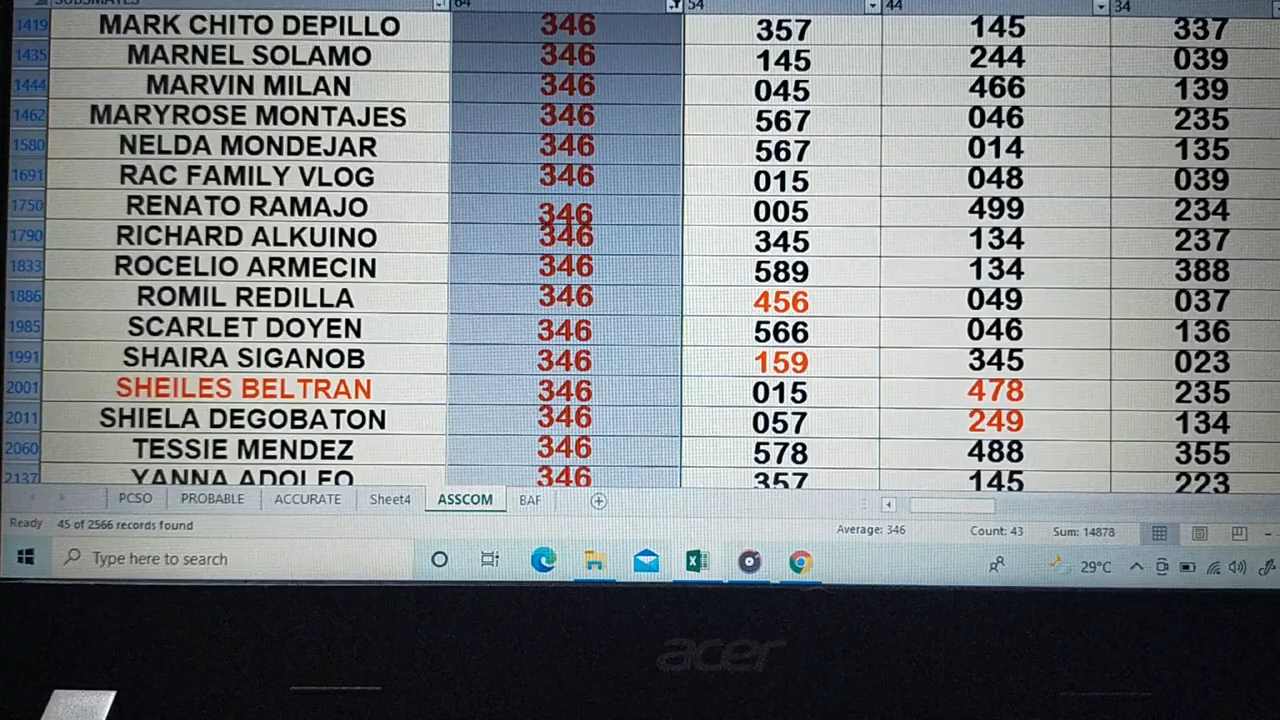 64 54 44 34
1419 MARK CHITO DEPILLO 346 357 145 337
1435 MARNEL SOLAMO 346 145 244 039
1444 MARVIN MILAN 346 045 466 139
1462 MARYROSE MONTAJES 346 567 046 235
1580 NELDA MONDEJAR 346 567 014 135
1691 RAC FAMILY VLOG 346 015 048 039
1750 RENATO RAMAJO 346 005 499 234
1790 RICHARD ALKUINO 346 345 134 237
1833 ROCELIO ARMECIN 346 589 134 388
1886 ROMIL REDILLA 346 456 049 037
1985 SCARLET DOYEN 346 566 046 136
1991 SHAIRA SIGANOB 346 159 345 023
2001 SHEILES BELTRAN 346 015 478 235
2011 SHIELA DEGOBATON 346 057 249 134
2060 TESSIE MENDEZ 346 578 488 355
2137 YANNA ADOLFO 346 357 145 223
PCSO PROBABLE ACCURATE Sheet4 ASSCOM BAF
Ready 45 of 2566 records found Average: 346 Count: 43 Sum: 14878
Type here to search 29°C
acer